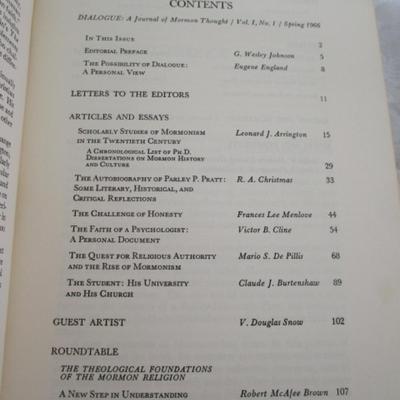 CONTENTS
DIALOGUE: A Journal of Mormon Thought / Vol. I, No. 1 / Spring 1966
IN THIS ISSUE 2
EDITORIAL PREFACE G. Wesley Johnson 5
THE POSSIBILITY OF DIALOGUE: Eugene England 8
A PERSONAL VIEW
LETTERS TO THE EDITORS 11
ARTICLES AND ESSAYS
SCHOLARLY STUDIES OF MORMONISM Leonard J. Arrington 15
IN THE TWENTIETH CENTURY
A CHRONOLOGICAL LIST OF PH.D.
DISSERTATIONS ON MORMON HISTORY 29
AND CULTURE
THE AUTOBIOGRAPHY OF PARLEY P. PRATT: R. A. Christmas 33
SOME LITERARY, HISTORICAL, AND
CRITICAL REFLECTIONS
THE CHALLENGE OF HONESTY Frances Lee Menlove 44
THE FAITH OF A PSYCHOLOGIST: Victor B. Cline 54
A PERSONAL DOCUMENT
THE QUEST FOR RELIGIOUS AUTHORITY Mario S. De Pillis 68
AND THE RISE OF MORMONISM
THE STUDENT: HIS UNIVERSITY Claude J. Burtenshaw 89
AND HIS CHURCH
GUEST ARTIST V. Douglas Snow 102
ROUNDTABLE
THE THEOLOGICAL FOUNDATIONS
OF THE MORMON RELIGION
A NEW STEP IN UNDERSTANDING Robert McAfee Brown 107